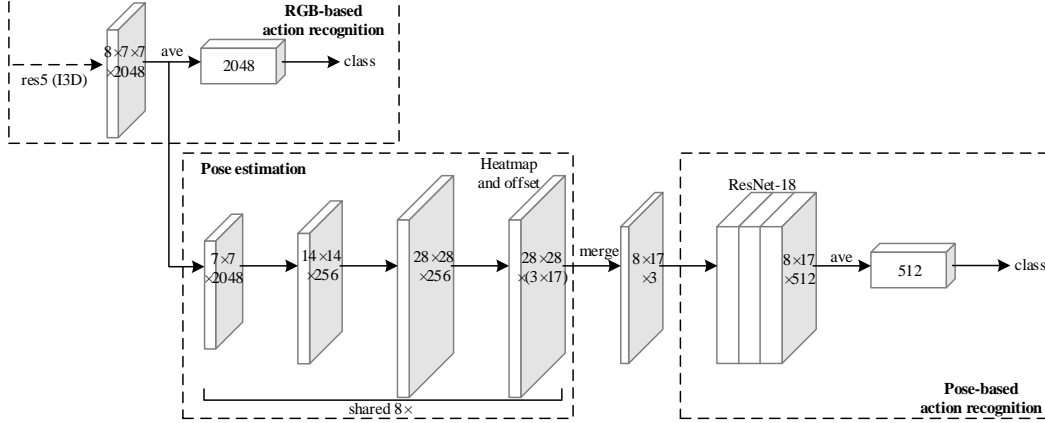 RGB-based
action recognition
res5 (I3D)
8×7×7
×2048
ave
2048
class
Pose estimation
Heatmap
and offset
7×7
×2048
14×14
×256
28×28
×256
28×28
×(3×17)
shared 8×
merge
8×17
×3
ResNet-18
8×17
×512
ave
512
class
Pose-based
action recognition